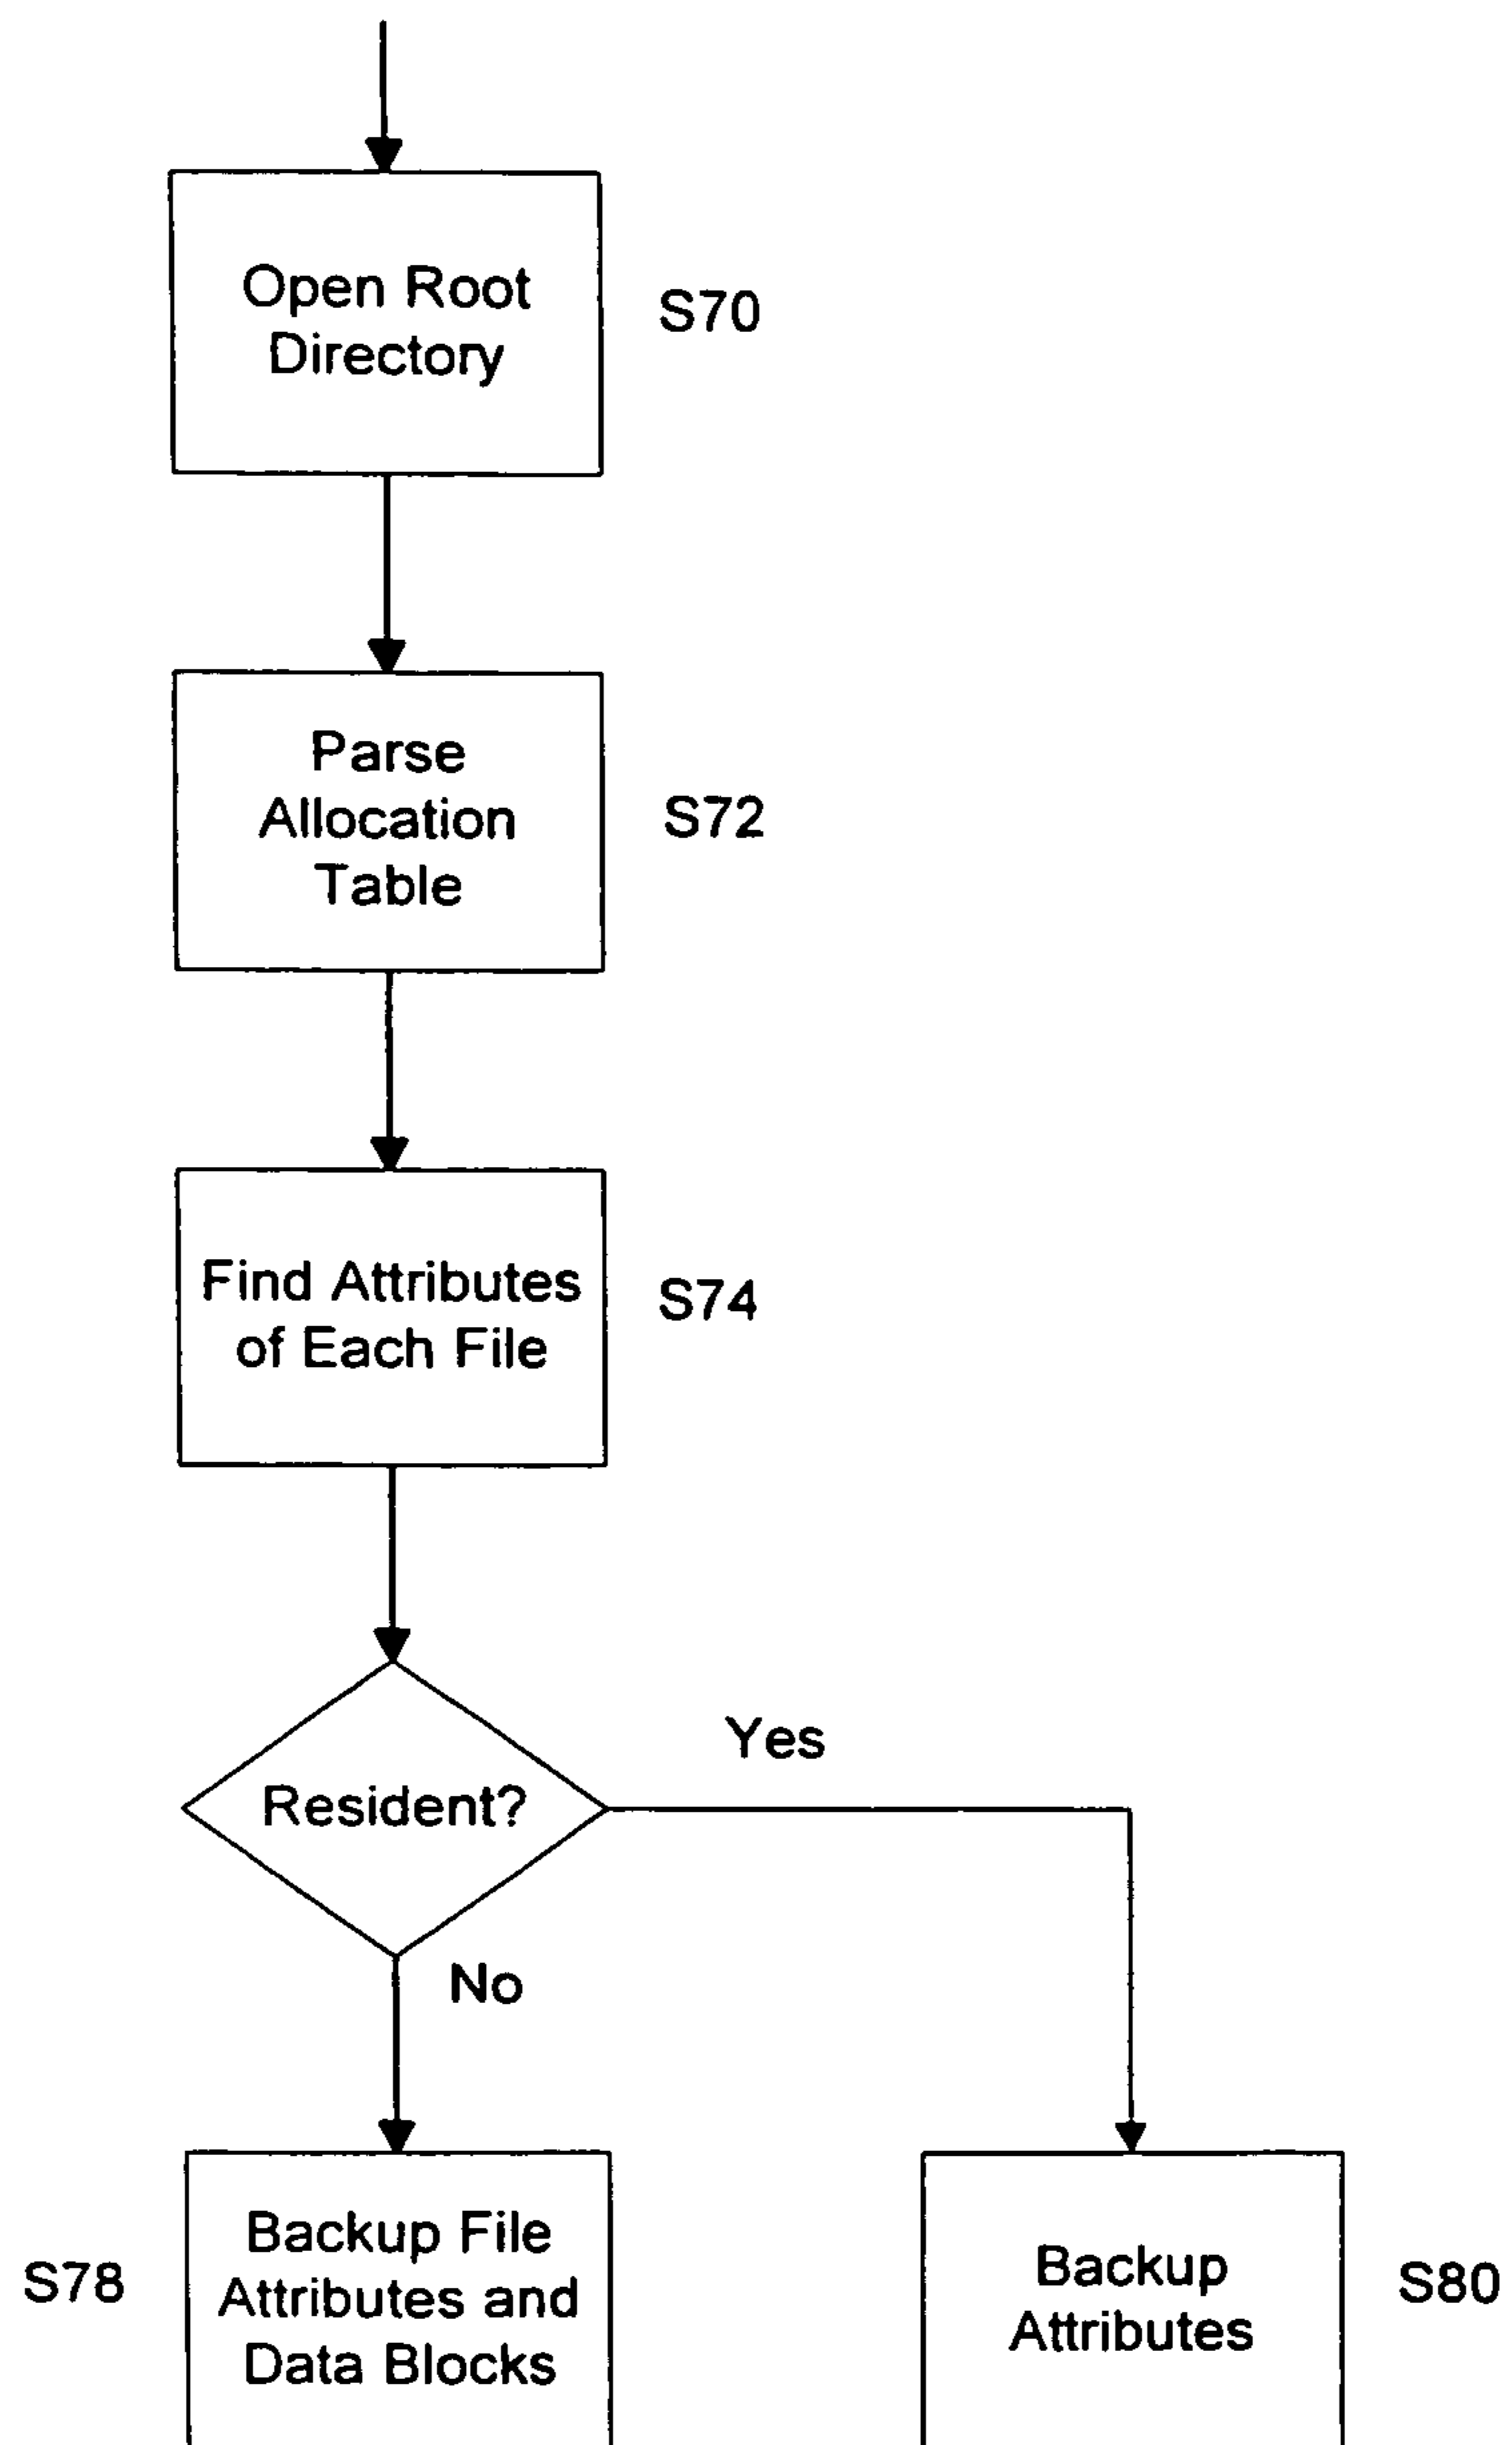 Open Root
Directory
S70
Parse
Allocation
Table
S72
Find Attributes
of Each File
S74
Resident?
Yes
No
S78
Backup File
Attributes and
Data Blocks
Backup
Attributes
S80